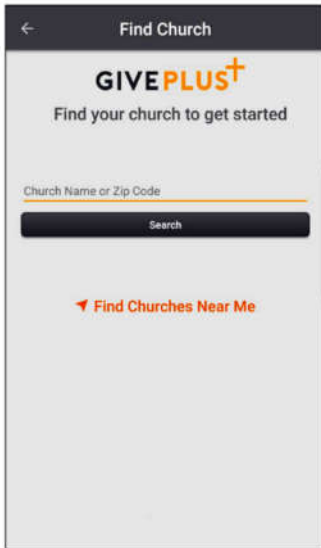 Find Church
GIVEPLUS+
Find your church to get started
Church Name or Zip Code
Search
Find Churches Near Me